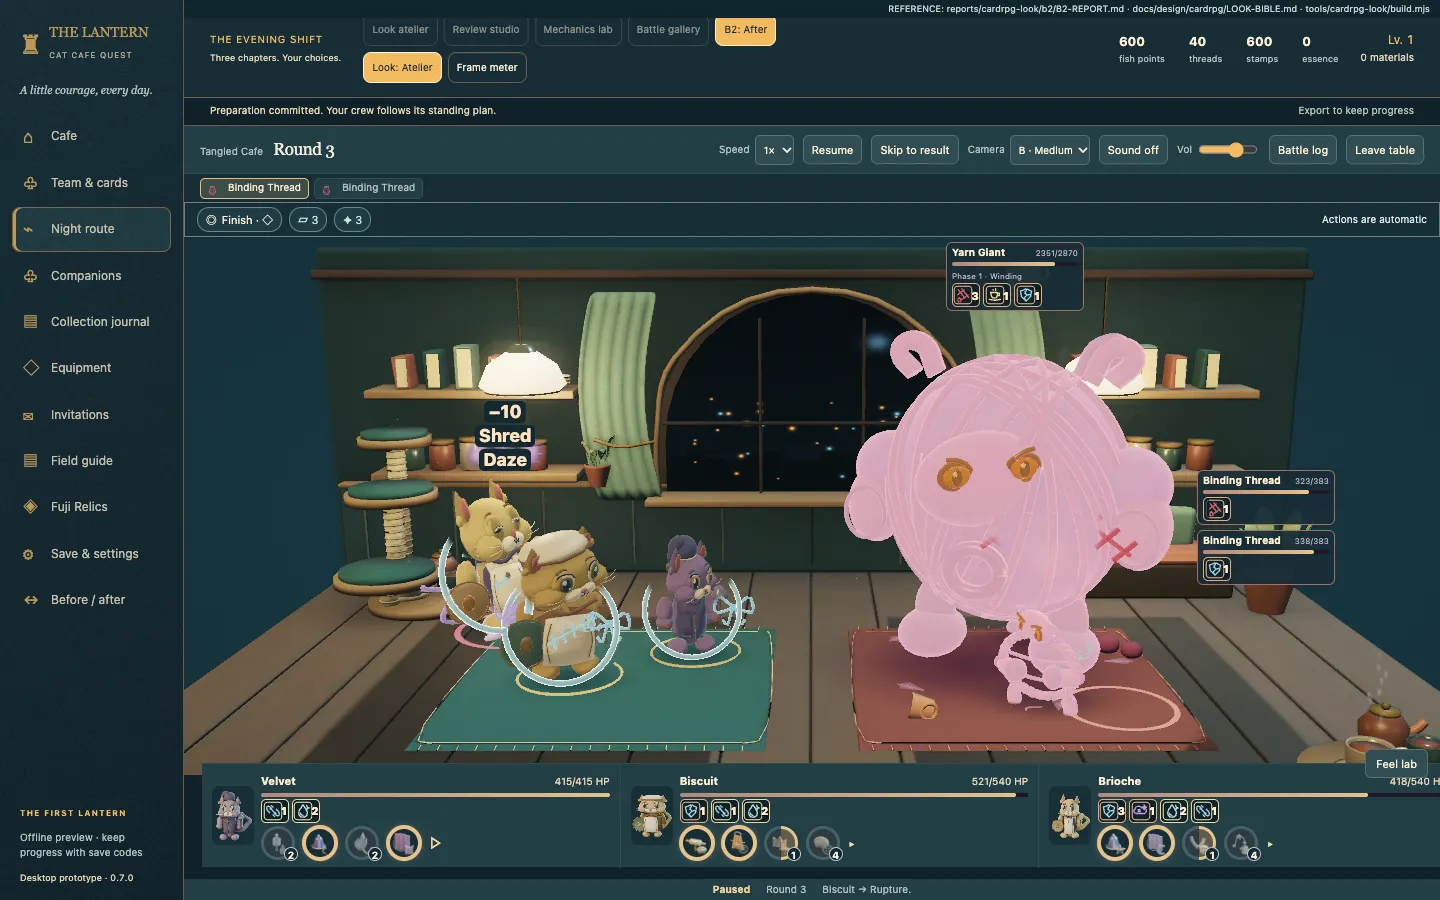 REFERENCE: reports/cardrpg-look/b2/B2-REPORT.md · docs/design/cardrpg/LOOK-BIBLE.md · tools/cardrpg-look/build.mjs
THE LANTERN
CAT CAFE QUEST
A little courage, every day.
Cafe
Team & cards
Night route
Companions
Collection journal
Equipment
Invitations
Field guide
Fuji Relics
Save & settings
Before / after
THE FIRST LANTERN
Offline preview · keep
progress with save codes
Desktop prototype · 0.7.0
THE EVENING SHIFT
Three chapters. Your choices.
Look atelier
Review studio
Mechanics lab
Battle gallery
B2: After
Look: Atelier
Frame meter
600
fish points
40
threads
600
stamps
0
essence
Lv. 1
0 materials
Preparation committed. Your crew follows its standing plan.
Export to keep progress
Tangled Cafe Round 3
Speed 1x Resume Skip to result Camera B · Medium Sound off Vol Battle log Leave table
Binding Thread
Binding Thread
Finish · ◇
3
3
Actions are automatic
Yarn Giant 2351/2870
Phase 1 · Winding
3 1 1
−10
Shred
Daze
Binding Thread 323/383
1
Binding Thread 338/383
1
Feel lab
Velvet 415/415 HP
1 2
2 2
Biscuit 521/540 HP
1 1 2
1 4
Brioche 418/540 H
3 1 2 1
1 4
Paused Round 3 Biscuit → Rupture.